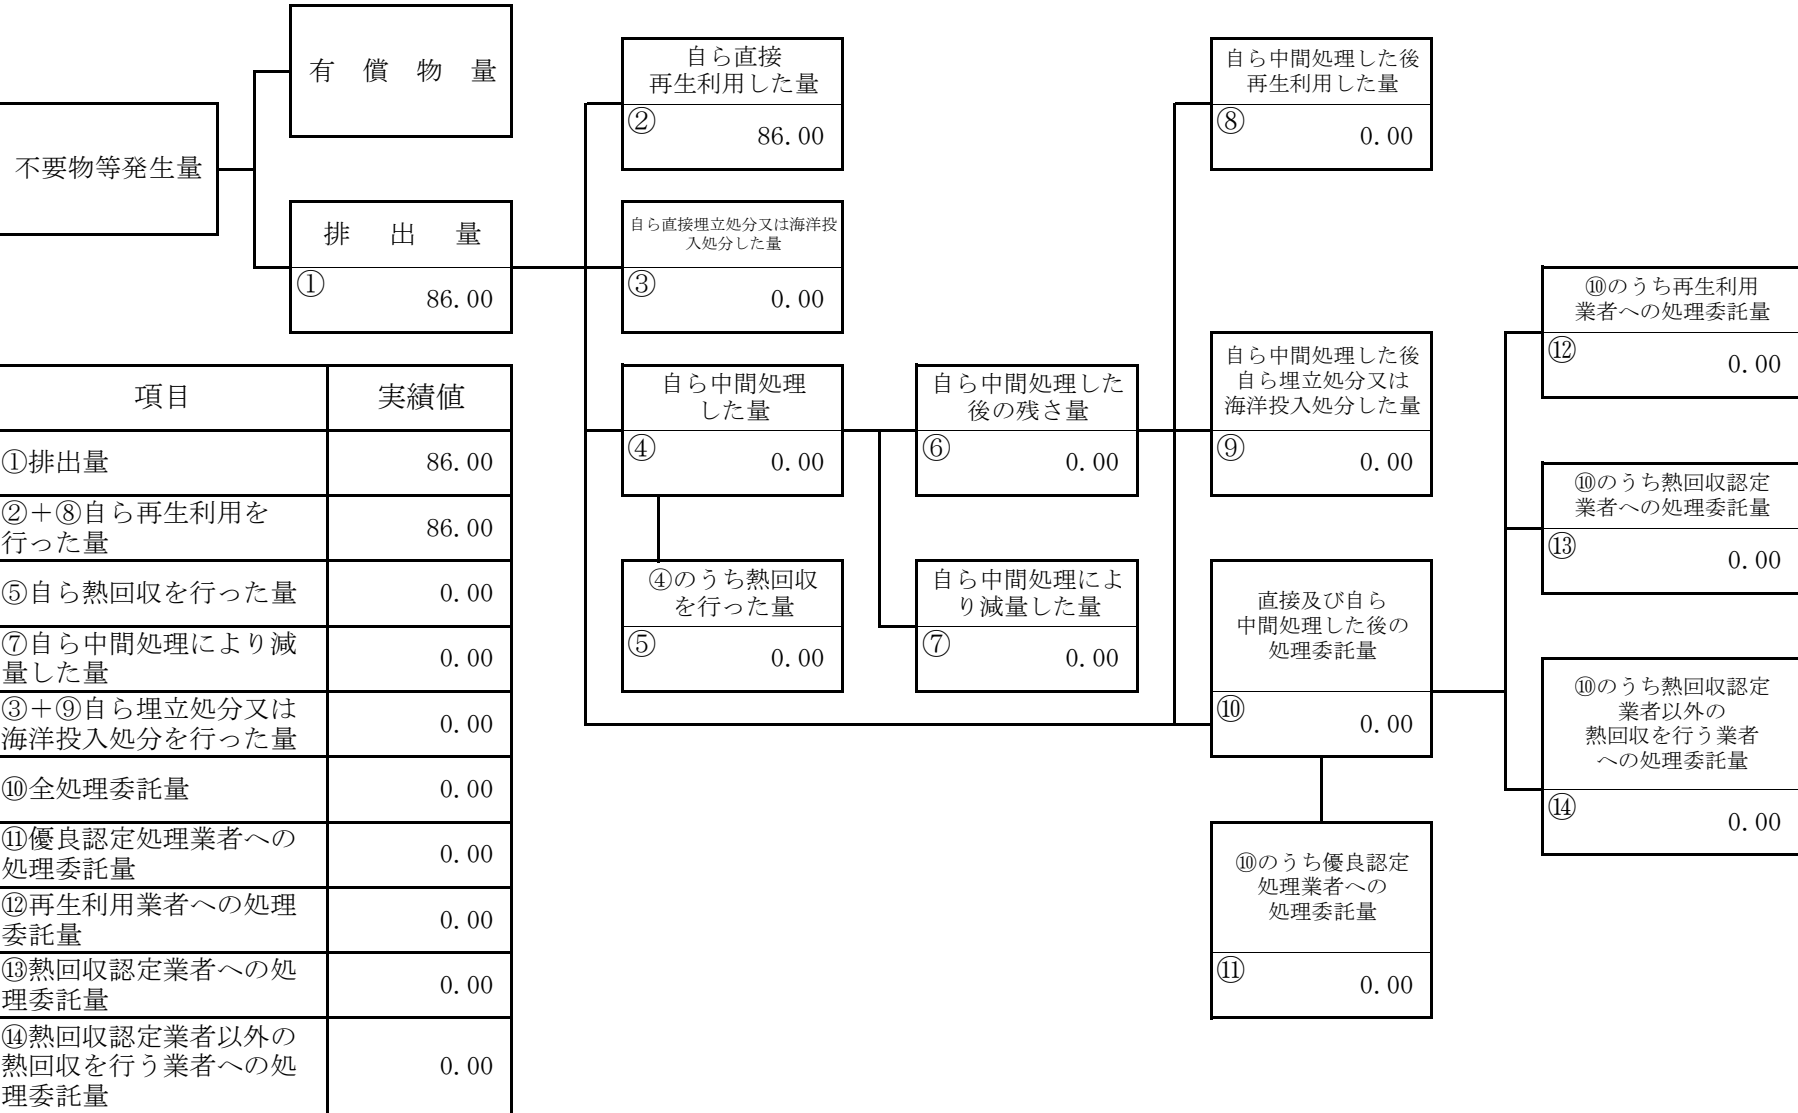 有 償 物 量
不要物等発生量
排 出 量
①
86.00
自ら直接
再生利用した量
②
86.00
自ら直接埋立処分又は海洋投
入処分した量
③
0.00
自ら中間処理
した量
④
0.00
④のうち熱回収
を行った量
⑤
0.00
自ら中間処理した
後の残さ量
⑥
0.00
自ら中間処理によ
り減量した量
⑦
0.00
自ら中間処理した後
再生利用した量
⑧
0.00
自ら中間処理した後
自ら埋立処分又は
海洋投入処分した量
⑨
0.00
直接及び自ら
中間処理した後の
処理委託量
⑩
0.00
⑩のうち優良認定
処理業者への
処理委託量
⑪
0.00
⑩のうち再生利用
業者への処理委託量
⑫
0.00
⑩のうち熱回収認定
業者への処理委託量
⑬
0.00
⑩のうち熱回収認定
業者以外の
熱回収を行う業者
への処理委託量
⑭
0.00
項目 実績値
①排出量 86.00
②＋⑧自ら再生利用を
行った量 86.00
⑤自ら熱回収を行った量 0.00
⑦自ら中間処理により減
量した量 0.00
③＋⑨自ら埋立処分又は
海洋投入処分を行った量 0.00
⑩全処理委託量 0.00
⑪優良認定処理業者への
処理委託量 0.00
⑫再生利用業者への処理
委託量 0.00
⑬熱回収認定業者への処
理委託量 0.00
⑭熱回収認定業者以外の
熱回収を行う業者への処
理委託量 0.00